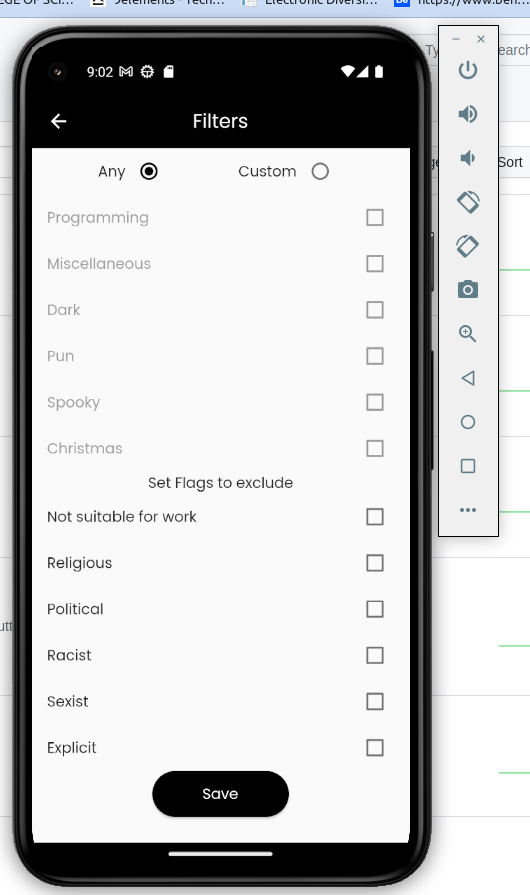 EGE OF SCI... Jelements - Tech... Electronic Diversi... Be https://www.ben...
9:02
Filters
Any Custom
Programming
Miscellaneous
Dark
Pun
Spooky
Christmas
Set Flags to exclude
Not suitable for work
Religious
Political
Racist
Sexist
Explicit
Save
Ty
earch
ge
Sort
utt